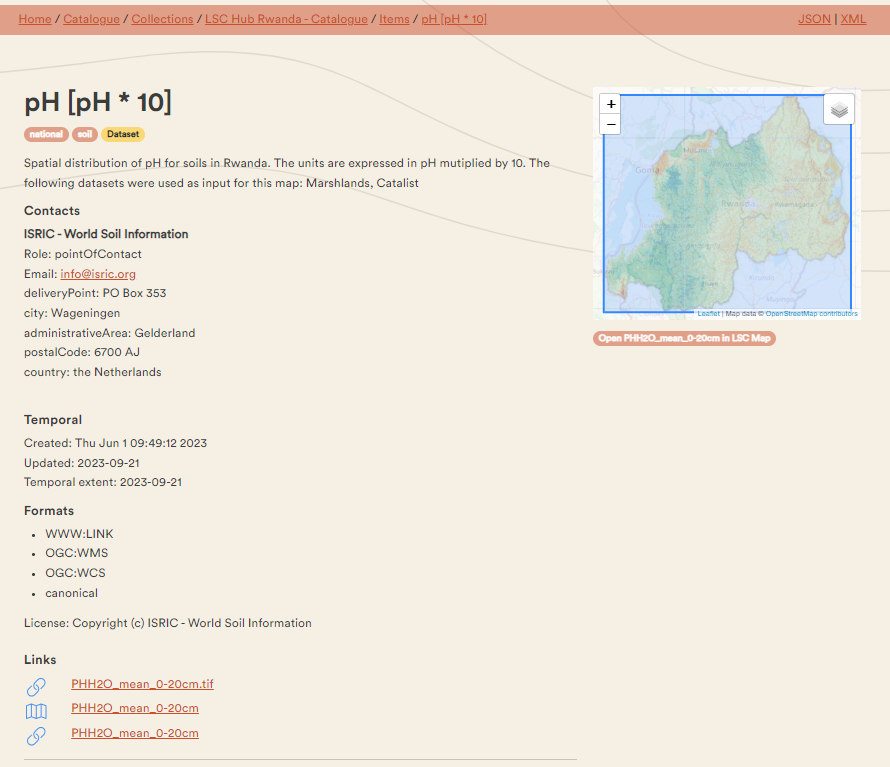 Home / Catalogue / Collections / LSC Hub Rwanda - Catalogue / Items / pH [pH * 10]
JSON | XML
pH [pH * 10]
national soil Dataset
Spatial distribution of pH for soils in Rwanda. The units are expressed in pH mutiplied by 10. The
following datasets were used as input for this map: Marshlands, Catalist
Contacts
ISRIC - World Soil Information
Role: pointOfContact
Email: info@isric.org
deliveryPoint: PO Box 353
city: Wageningen
administrativeArea: Gelderland
postalCode: 6700 AJ
country: the Netherlands
Temporal
Created: Thu Jun 1 09:49:12 2023
Updated: 2023-09-21
Temporal extent: 2023-09-21
Formats
• WWW:LINK
• OGC:WMS
• OGC:WCS
• canonical
License: Copyright (c) ISRIC - World Soil Information
Links
PHH2O_mean_0-20cm.tif
PHH2O_mean_0-20cm
PHH2O_mean_0-20cm
+
−
Rwanda
Leaflet | Map data © OpenStreetMap contributors
Open PHH2O_mean_0-20cm in LSC Map